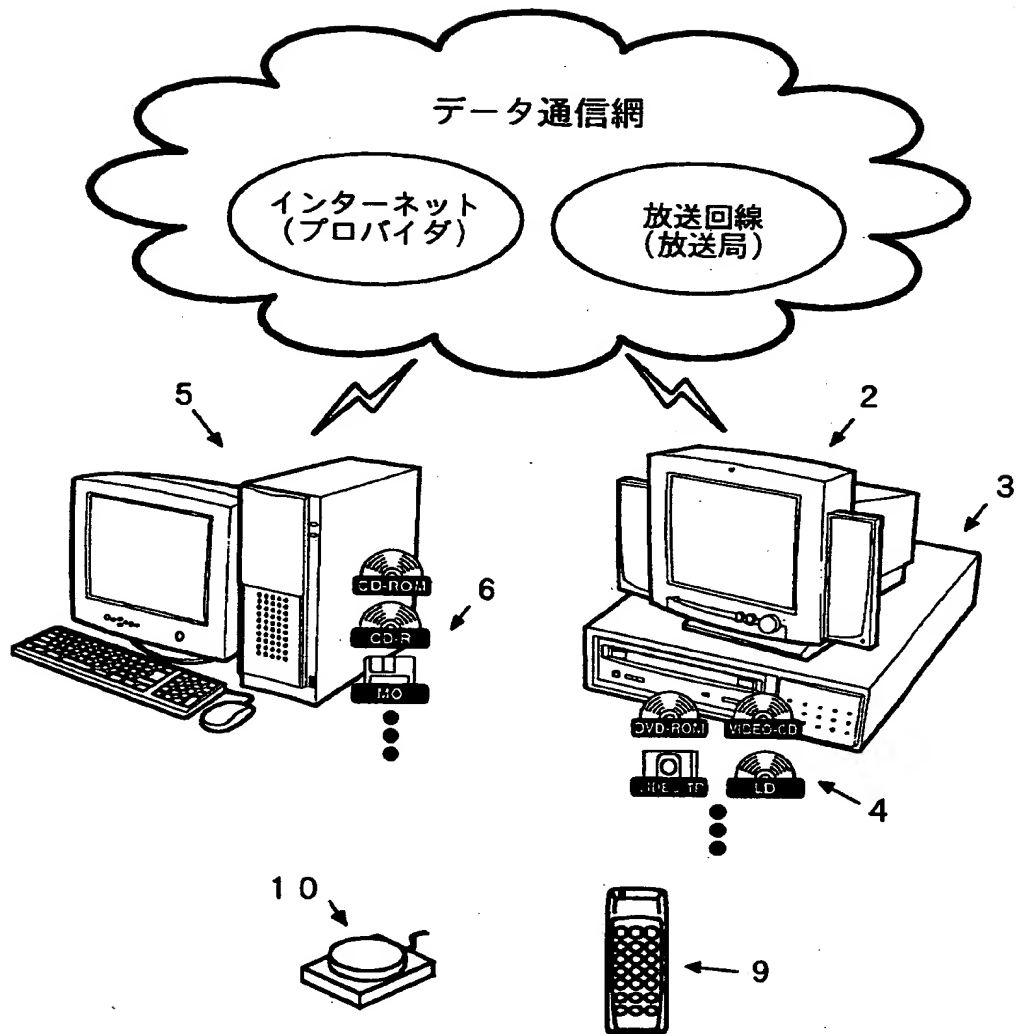 データ通信網
インターネット
(プロバイダ)
放送回線
(放送局)
5
2
3
CD-ROM
6
CD-R
MO
DVD-ROM
VIDEO-CD
LD
4
10
9